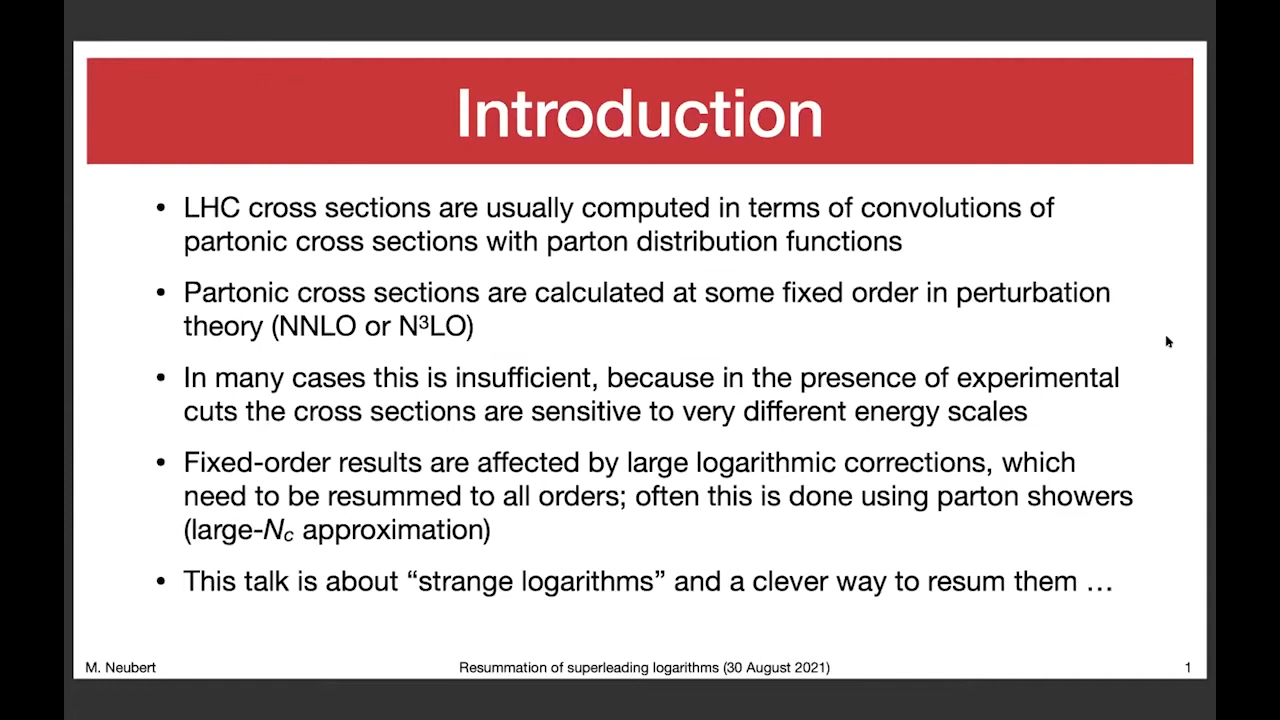 Introduction
• LHC cross sections are usually computed in terms of convolutions of
partonic cross sections with parton distribution functions
• Partonic cross sections are calculated at some fixed order in perturbation
theory (NNLO or N³LO)
• In many cases this is insufficient, because in the presence of experimental
cuts the cross sections are sensitive to very different energy scales
• Fixed-order results are affected by large logarithmic corrections, which
need to be resummed to all orders; often this is done using parton showers
(large-Nc approximation)
• This talk is about “strange logarithms” and a clever way to resum them …
M. Neubert
Resummation of superleading logarithms (30 August 2021)
1